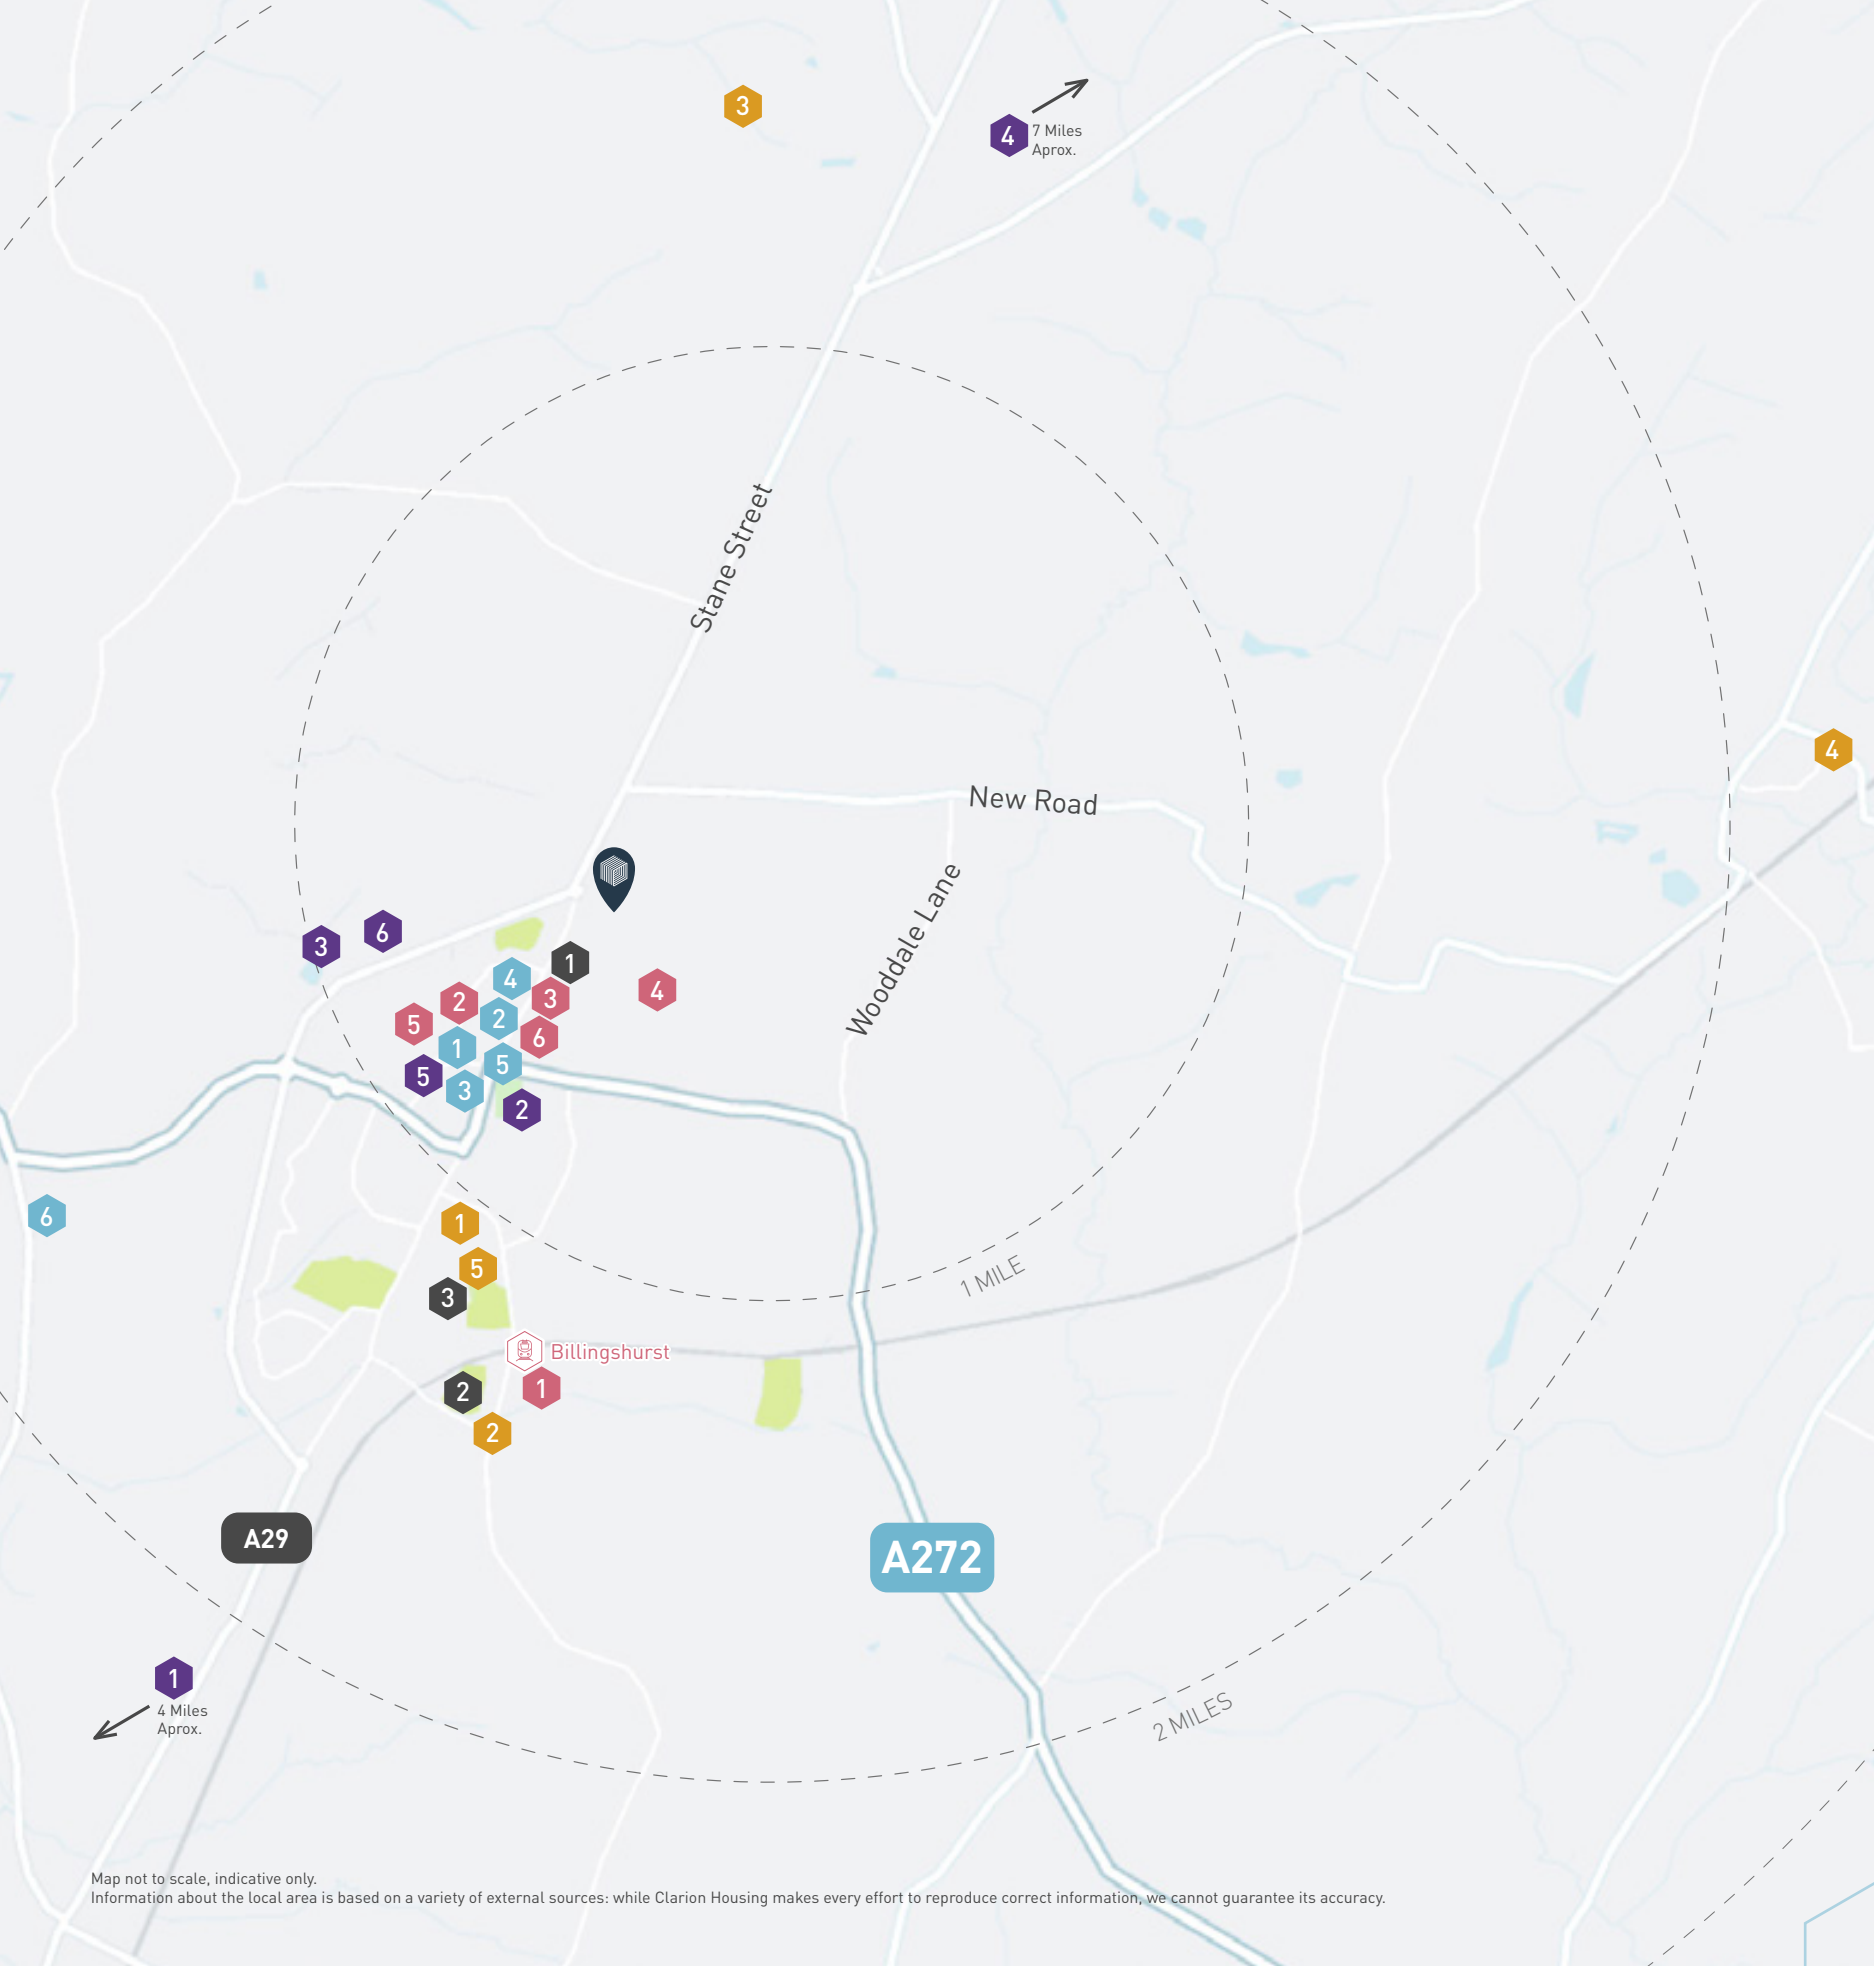 3
4
7 Miles
Aprox.
Stane Street
4
New Road
Wooddale Lane
6
3
1
4
4
2
3
5
2
6
1
5
5
3
2
6
1
5
3
1 MILE
Billingshurst
2
1
2
A29
A272
1
4 Miles
Aprox.
2 MILES
Map not to scale, indicative only.
Information about the local area is based on a variety of external sources: while Clarion Housing makes every effort to reproduce correct information, we cannot guarantee its accuracy.